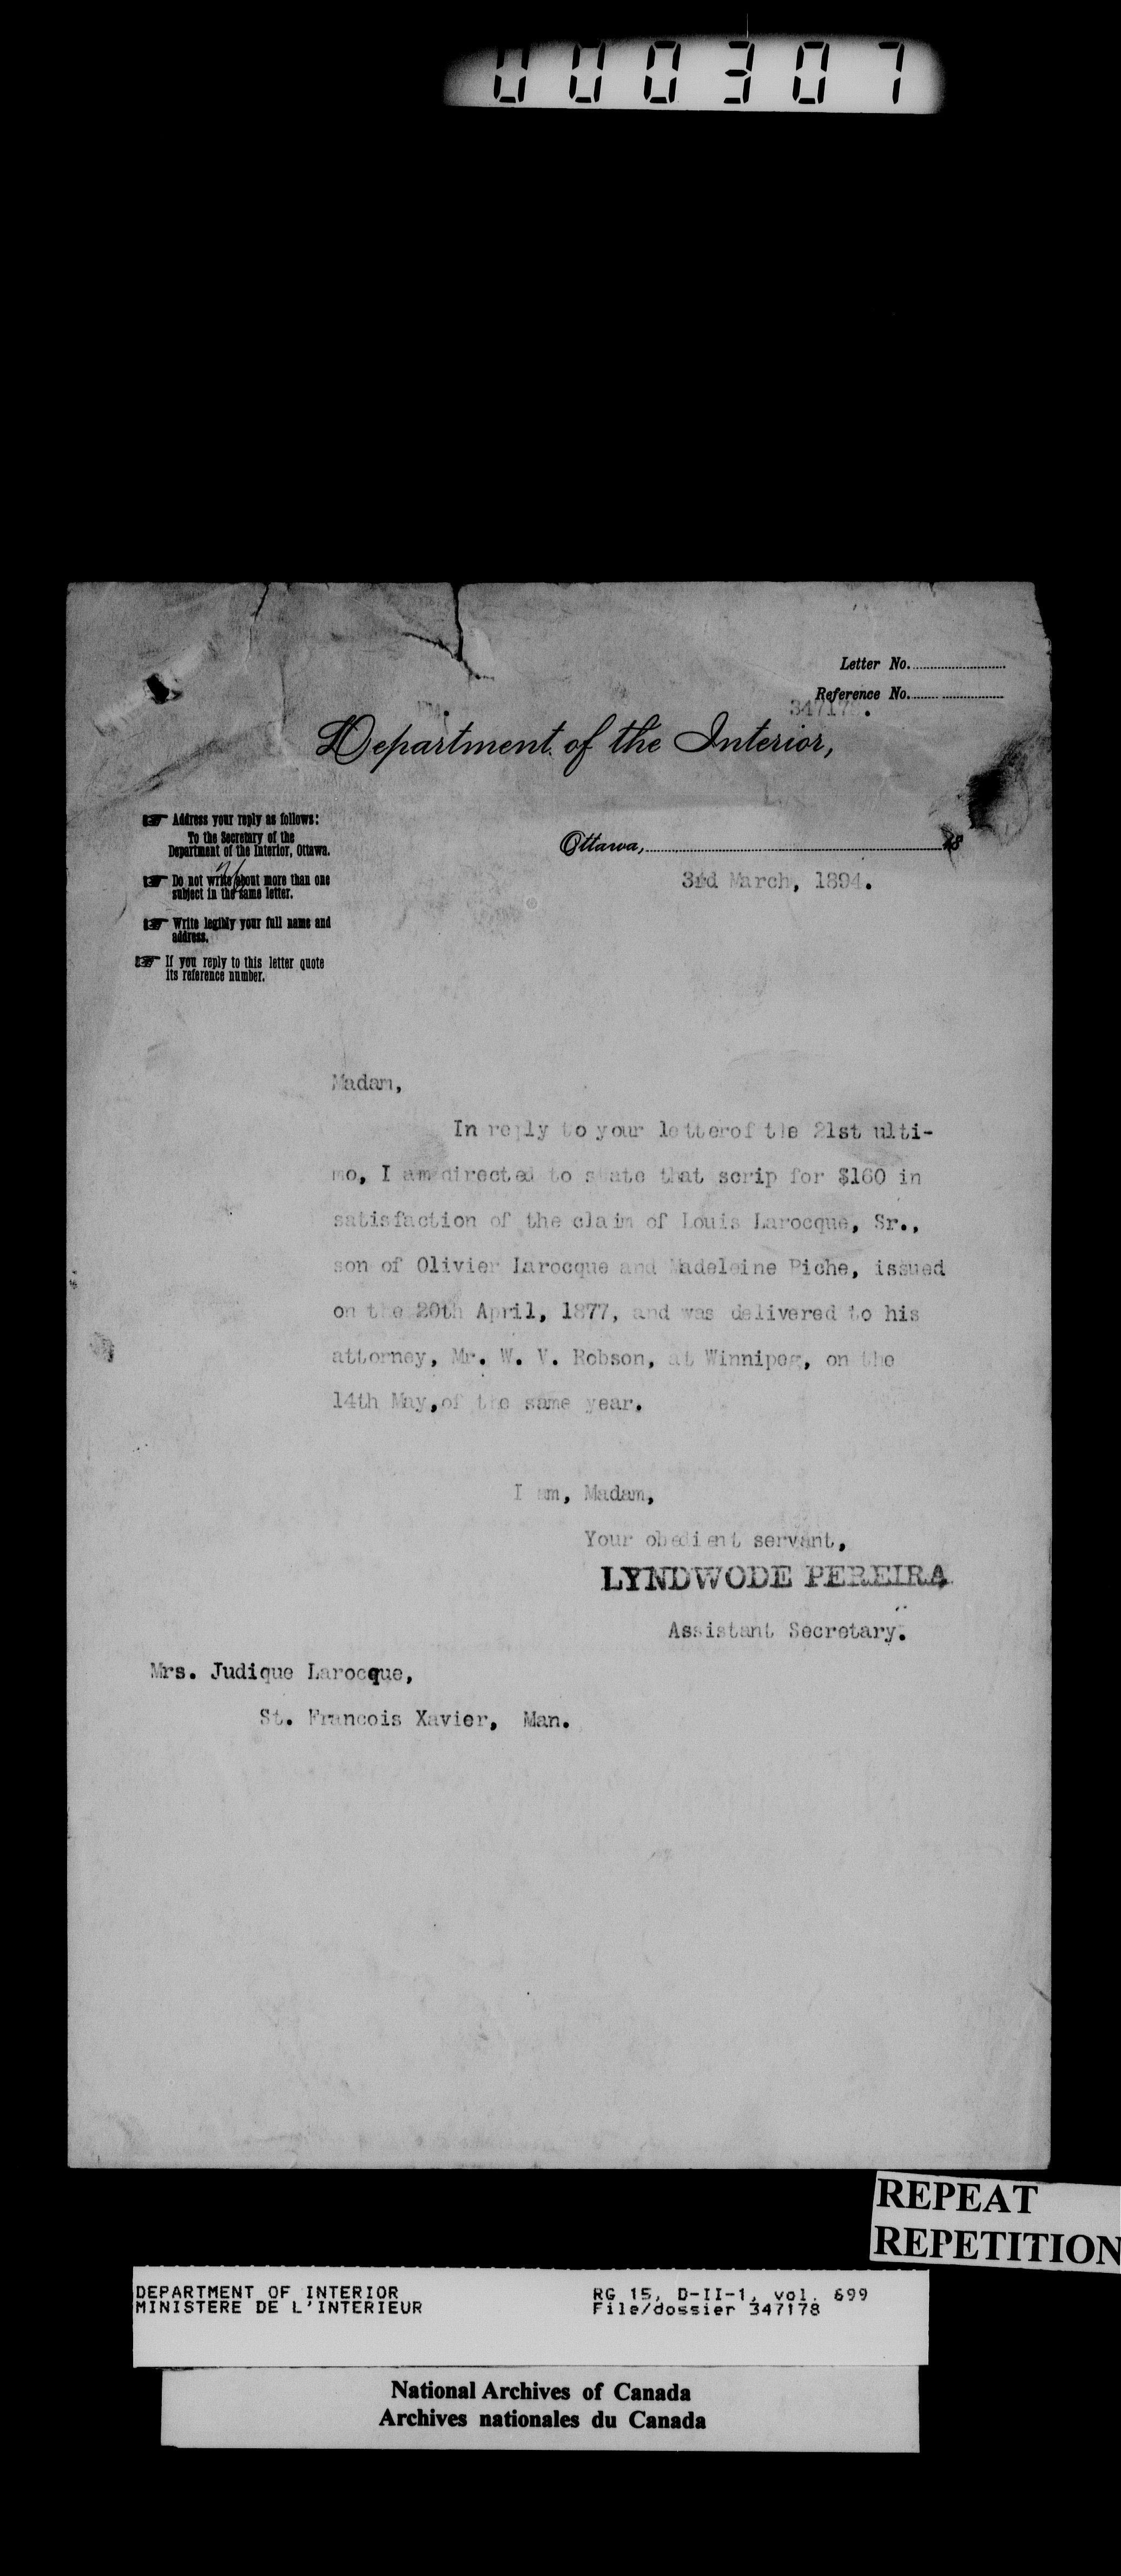 000307
Letter No.
Reference No.
347178.
Department of the Interior,
Address your reply as follows:
To the Secretary of the
Department of the Interior, Ottawa.
Do not write about more than one
subject in the same letter.
Write legibly your full name and
address.
If you reply to this letter quote
its reference number.
Ottawa, 18
3rd March, 1894.
Madam,
In reply to your letterof the 21st ulti-
mo, I am directed to state that scrip for $160 in
satisfaction of the claim of Louis Larocque, Sr.,
son of Olivier Larocque and Madeleine Piche, issued
on the 20th April, 1877, and was delivered to his
attorney, Mr. W. V. Robson, at Winnipeg, on the
14th May,of the same year.
I am, Madam,
Your obedient servant,
LYNDWODE PEREIRA
Assistant Secretary.
Mrs. Judique Larocque,
St. Francois Xavier, Man.
REPEAT
REPETITION
DEPARTMENT OF INTERIOR
MINISTERE DE L'INTERIEUR
RG 15, D-II-1, vol. 699
File/dossier 347178
National Archives of Canada
Archives nationales du Canada